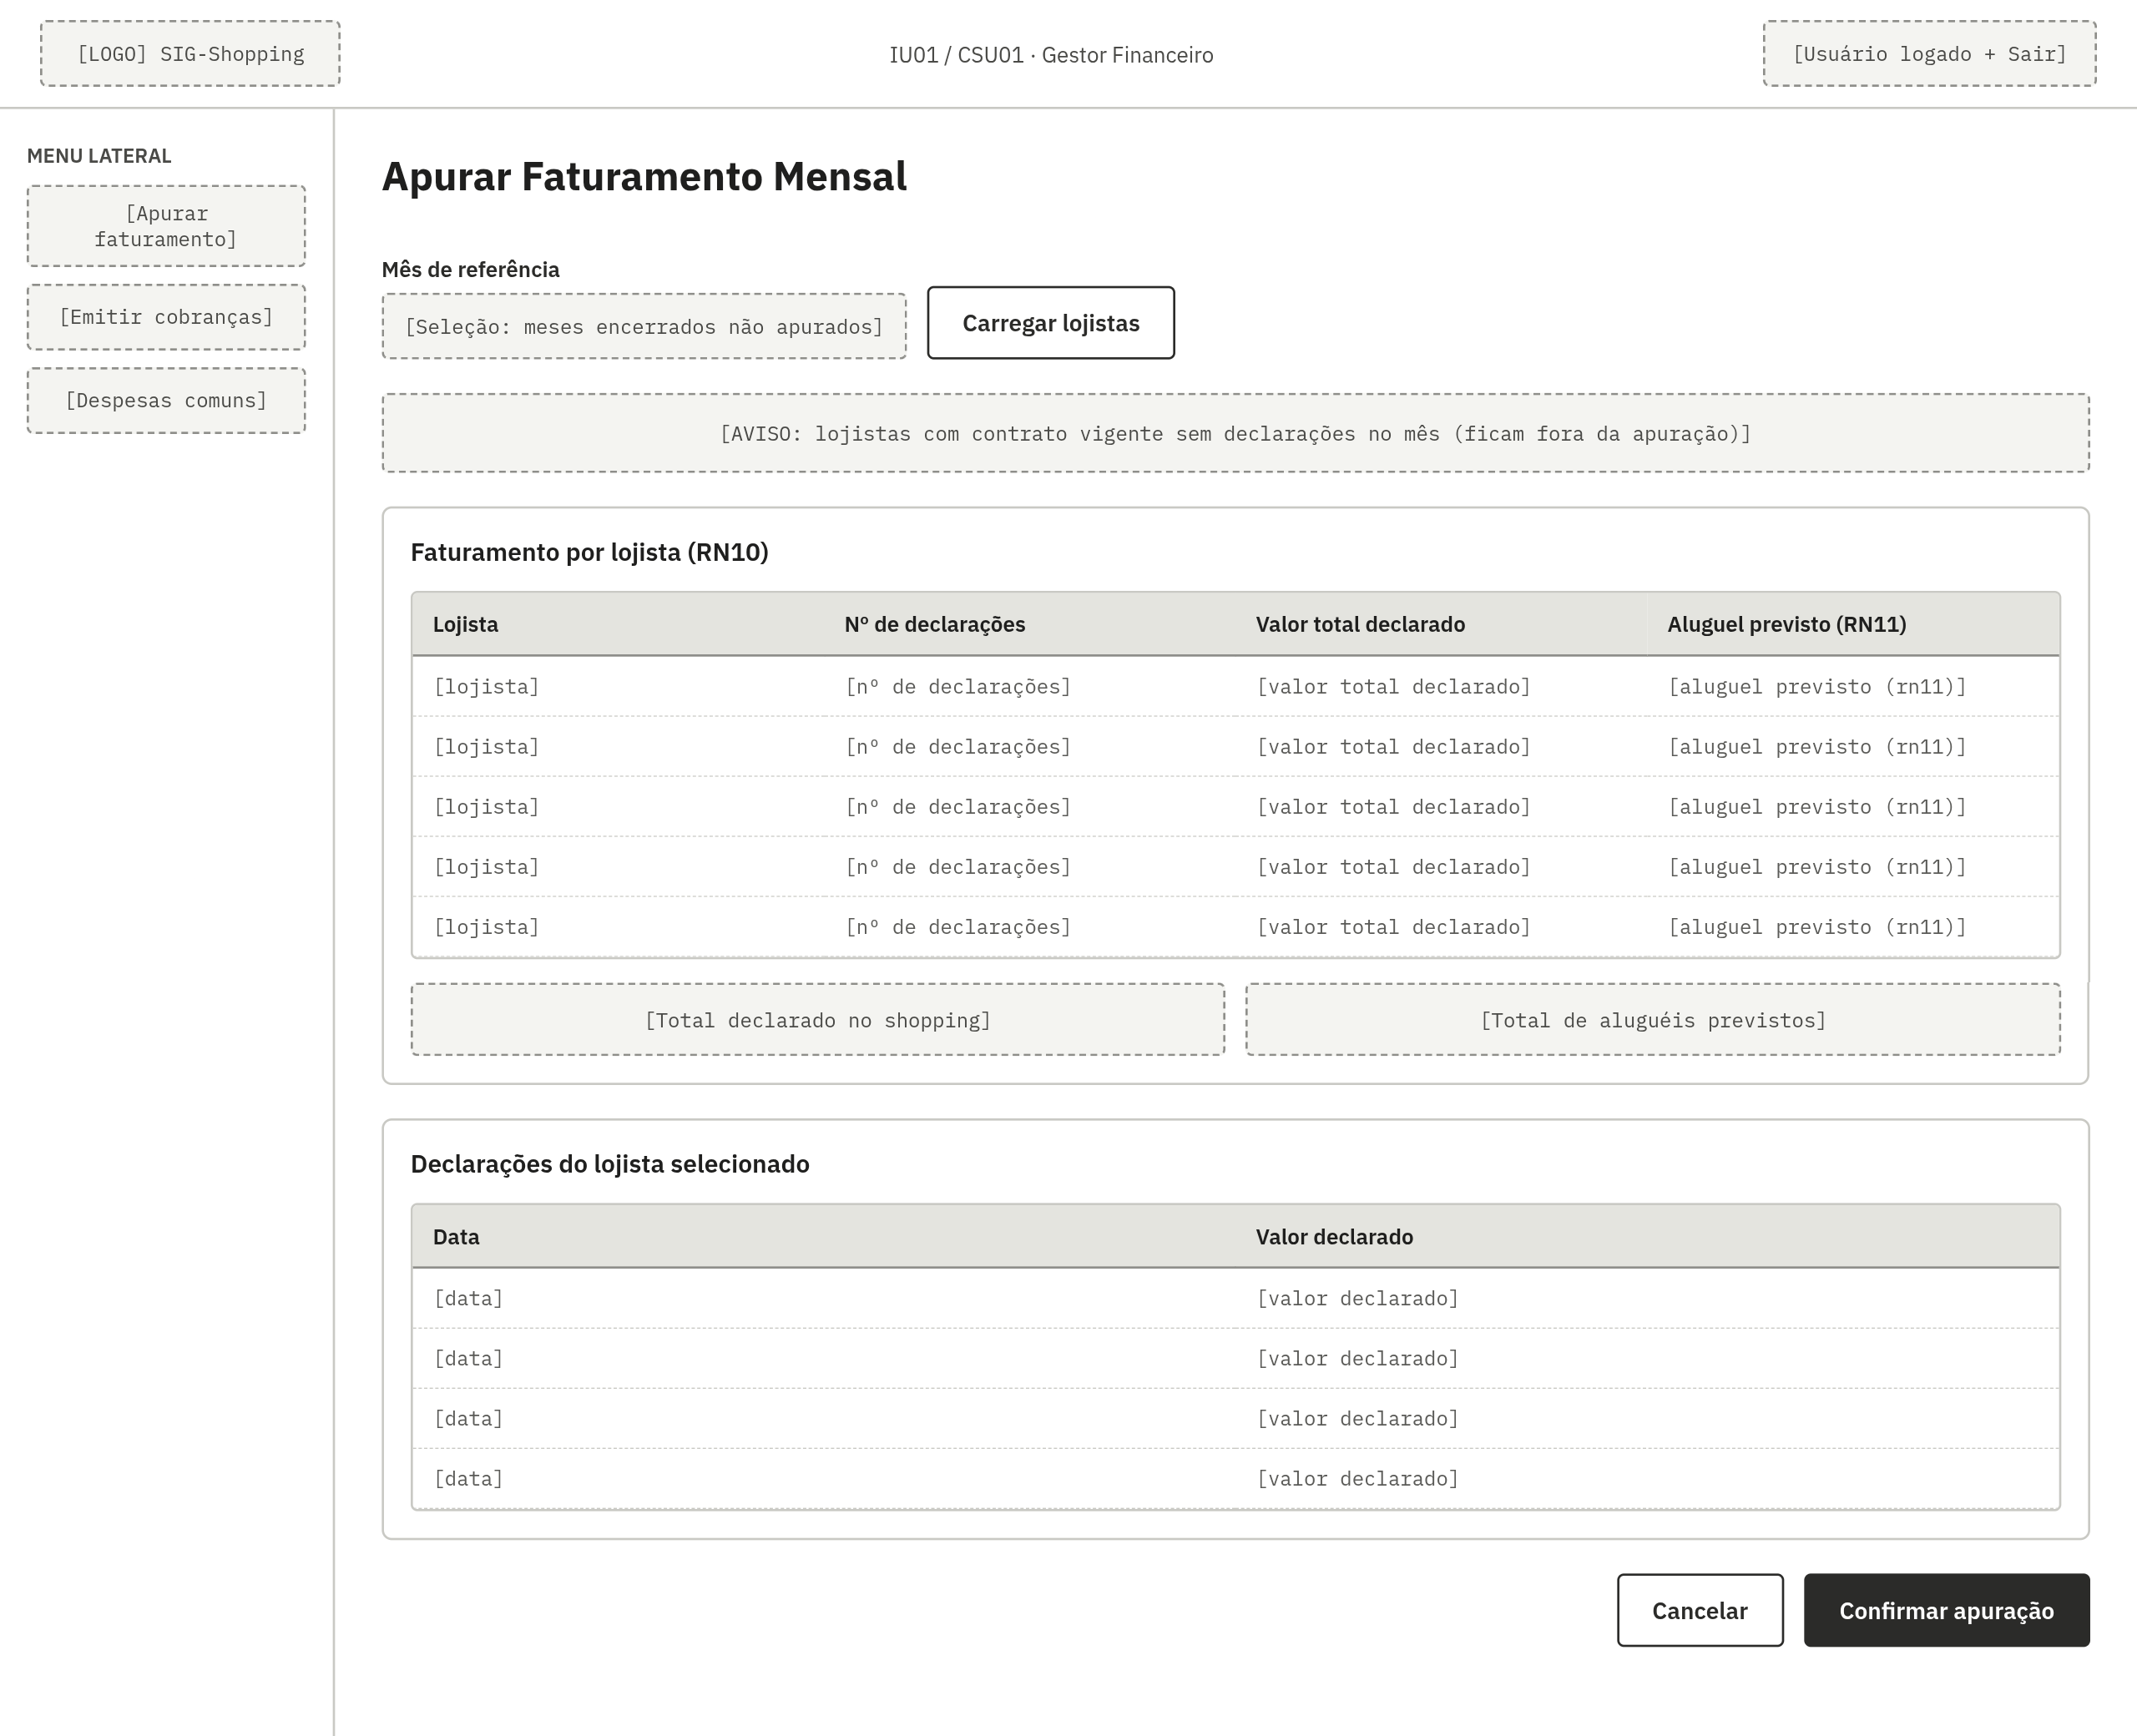 [LOGO] SIG-Shopping
IU01 / CSU01 · Gestor Financeiro
[Usuário logado + Sair]
MENU LATERAL
[Apurar
faturamento]
[Emitir cobranças]
[Despesas comuns]
Apurar Faturamento Mensal
Mês de referência
[Seleção: meses encerrados não apurados]
Carregar lojistas
[AVISO: lojistas com contrato vigente sem declarações no mês (ficam fora da apuração)]
Faturamento por lojista (RN10)
Lojista Nº de declarações Valor total declarado Aluguel previsto (RN11)
[lojista] [nº de declarações] [valor total declarado] [aluguel previsto (rn11)]
[lojista] [nº de declarações] [valor total declarado] [aluguel previsto (rn11)]
[lojista] [nº de declarações] [valor total declarado] [aluguel previsto (rn11)]
[lojista] [nº de declarações] [valor total declarado] [aluguel previsto (rn11)]
[lojista] [nº de declarações] [valor total declarado] [aluguel previsto (rn11)]
[Total declarado no shopping] [Total de aluguéis previstos]
Declarações do lojista selecionado
Data Valor declarado
[data] [valor declarado]
[data] [valor declarado]
[data] [valor declarado]
[data] [valor declarado]
Cancelar
Confirmar apuração